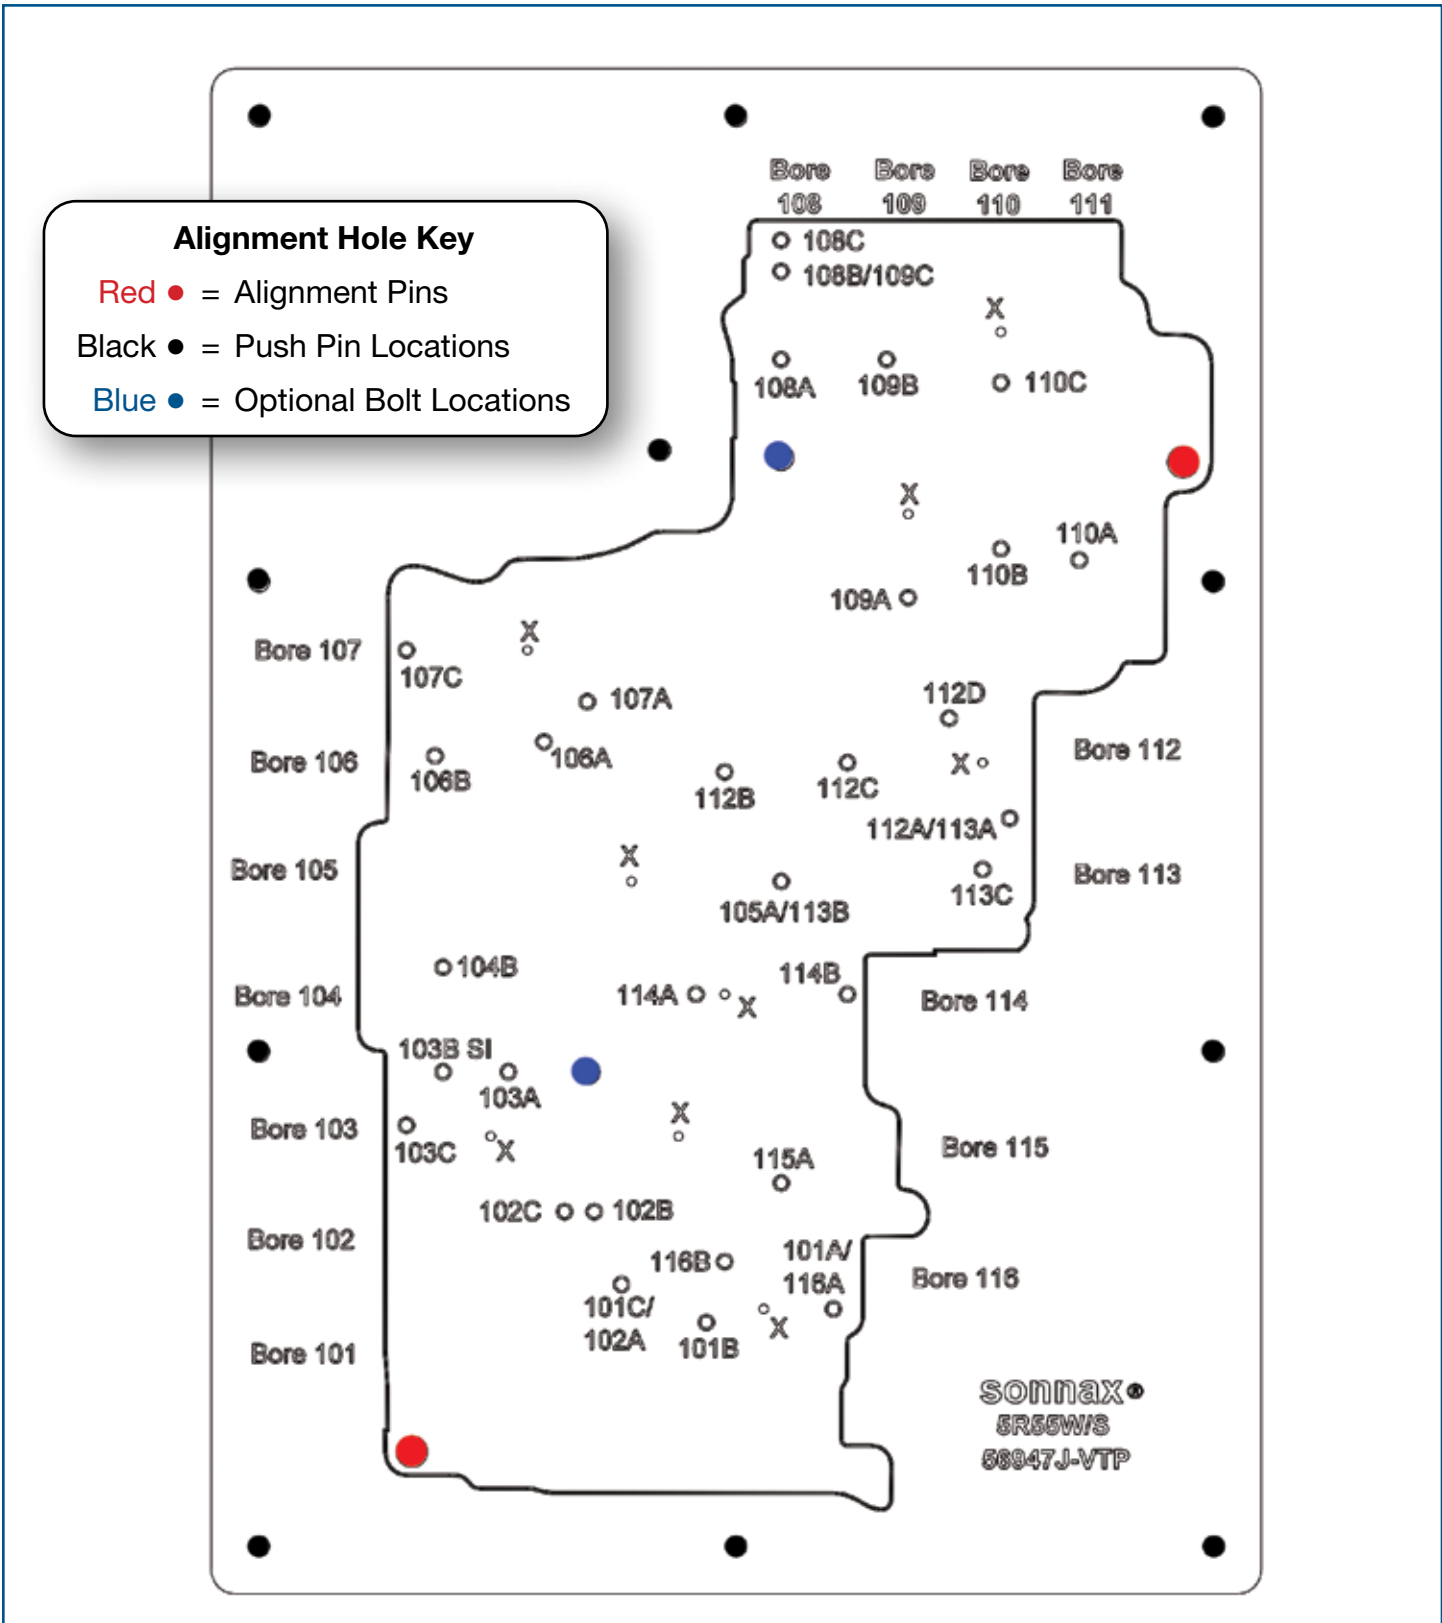 Bore Bore Bore Bore
108 109 110 111
Alignment Hole Key
Red ● = Alignment Pins
Black ● = Push Pin Locations
Blue ● = Optional Bolt Locations
108C
108B/109C
X
108A 109B 110C
X
110A
110B
109A
Bore 107 X
107C
107A 112D
Bore 106 106A X Bore 112
106B 112B 112C
112A/113A
X
Bore 105 113C Bore 113
105A/113B
104B 114B
Bore 104 114A X Bore 114
103B SI
103A
X
Bore 103 103C X Bore 115
115A
102C 102B
Bore 102 116B 101A/
116A Bore 116
101C/
102A 101B X
Bore 101
sonnax®
5R55W/S
56947J-VTP